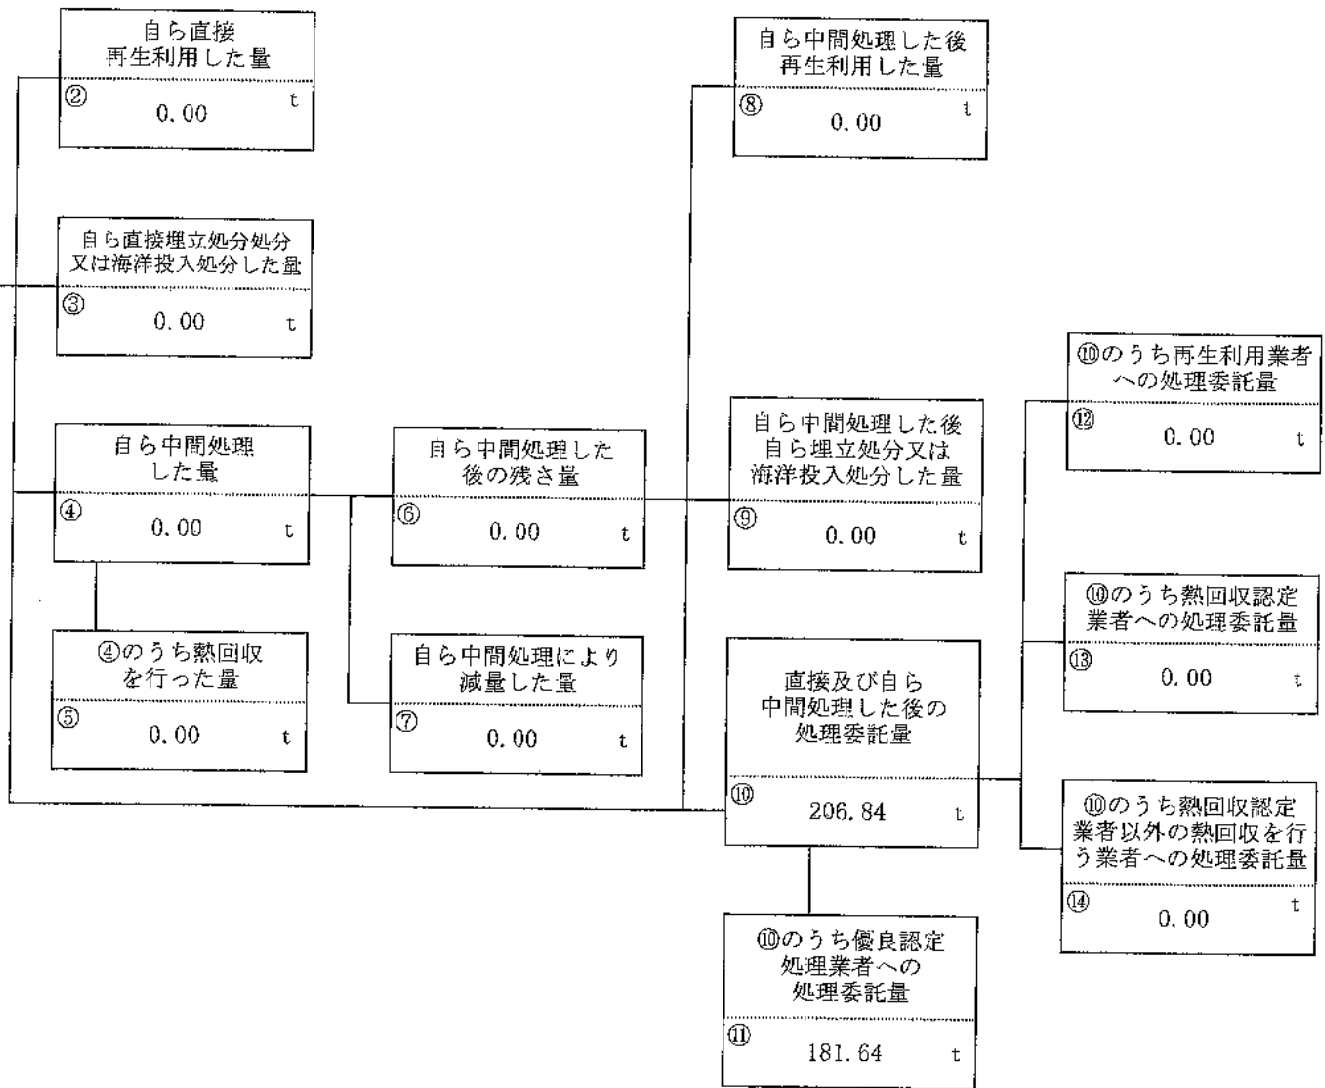 自ら直接
再生利用した量
② 0.00 t
自ら直接埋立処分処分
又は海洋投入処分した量
③ 0.00 t
自ら中間処理
した量
④ 0.00 t
④のうち熱回収
を行った量
⑤ 0.00 t
自ら中間処理した
後の残さ量
⑥ 0.00 t
自ら中間処理により
減量した量
⑦ 0.00 t
自ら中間処理した後
再生利用した量
⑧ 0.00 t
自ら中間処理した後
自ら埋立処分又は
海洋投入処分した量
⑨ 0.00 t
直接及び自ら
中間処理した後の
処理委託量
⑩ 206.84 t
⑩のうち優良認定
処理業者への
処理委託量
⑪ 181.64 t
⑩のうち再生利用業者
への処理委託量
⑫ 0.00 t
⑩のうち熱回収認定
業者への処理委託量
⑬ 0.00 t
⑩のうち熱回収認定
業者以外の熱回収を行
う業者への処理委託量
⑭ 0.00 t